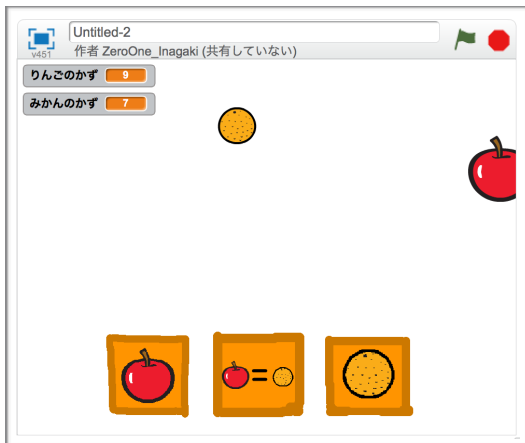 Untitled-2
v451
作者 ZeroOne_Inagaki (共有していない)
りんごのかず 9
みかんのかず 7
=